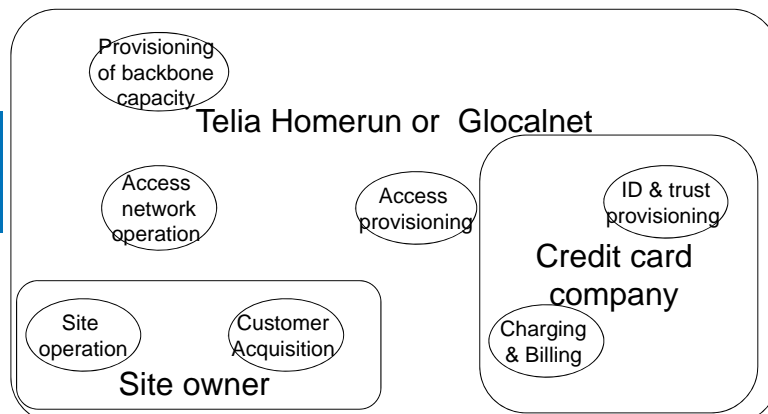 Provisioning
of backbone
capacity
Telia Homerun or  Glocalnet
Access
network
operation
Access
provisioning
ID & trust
provisioning
Credit card
company
Site
operation
Customer
Acquisition
Charging
& Billing
Site owner